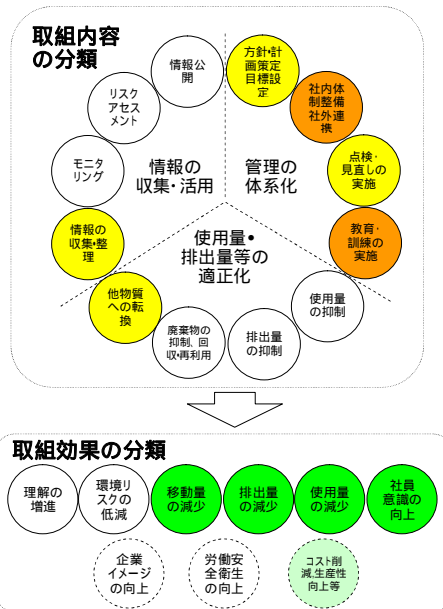 取組内容
の分類
情報公
開
方針・計
画策定
目標設
定
リスク
アセス
メント
社内体
制整備
社外連
携
モニタ
リング
情報の
収集・活用
管理の
体系化
点検・
見直しの
実施
情報の
収集・整
理
使用量・
排出量等の
適正化
教育・
訓練の
実施
他物質
への転
換
使用量
の抑制
廃棄物の
抑制、回
収・再利用
排出量
の抑制
取組効果の分類
理解の
増進
環境リ
スクの
低減
移動量
の減少
排出量
の減少
使用量
の減少
社員
意識の
向上
企業
イメージ
の向上
労働安
全衛生の
向上
コスト削
減、生産性
向上等